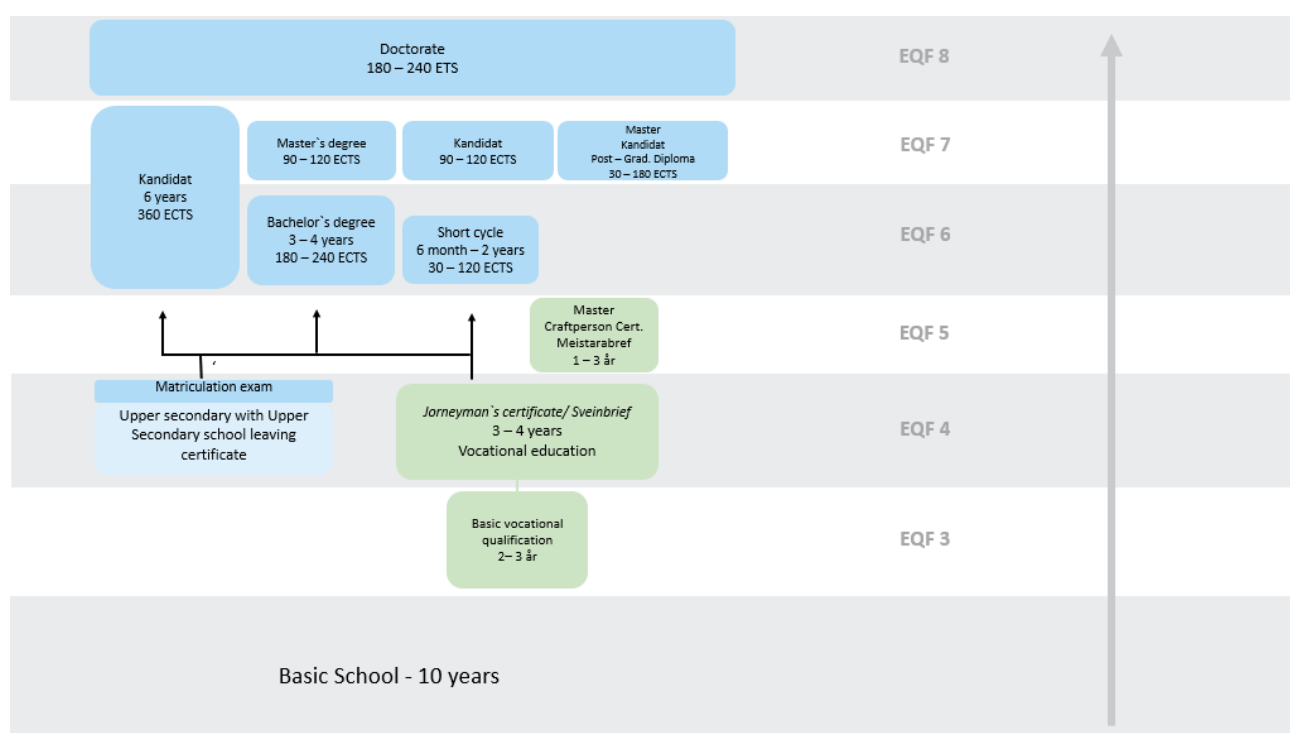 Doctorate
180 – 240 ETS
EQF 8
Kandidat
6 years
360 ECTS
Master`s degree
90 – 120 ECTS
Kandidat
90 – 120 ECTS
Master
Kandidat
Post – Grad. Diploma
30 – 180 ECTS
EQF 7
Bachelor`s degree
3 – 4 years
180 – 240 ECTS
Short cycle
6 month – 2 years
30 – 120 ECTS
EQF 6
Master
Craftperson Cert.
Meistarabref
1 – 3 år
EQF 5
Matriculation exam
Upper secondary with Upper
Secondary school leaving
certificate
Jorneyman`s certificate/ Sveinbrief
3 – 4 years
Vocational education
EQF 4
Basic vocational
qualification
2– 3 år
EQF 3
Basic School - 10 years